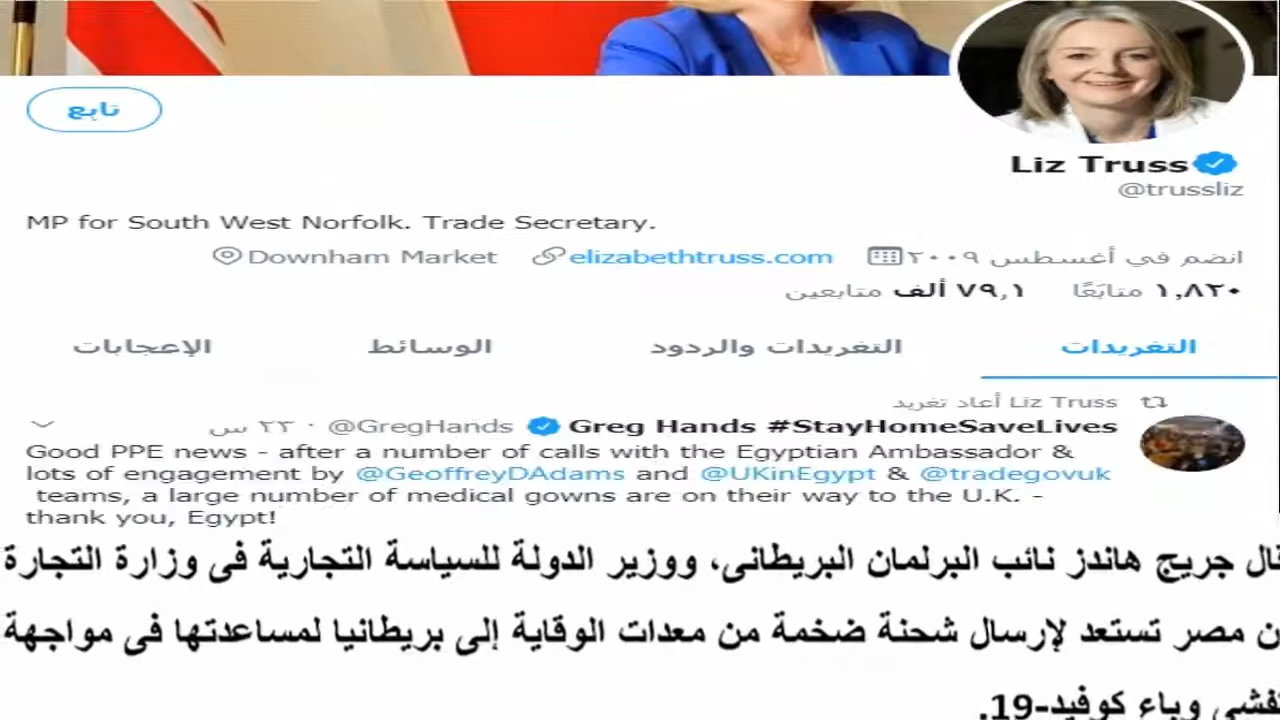 تابع
Liz Truss
@trussliz
MP for South West Norfolk. Trade Secretary.
انضم في أغسطس ٢٠٠٩ elizabethtruss.com Downham Market
١,٨٢٠ متابَعًا ٧٩,١ ألف متابعين
التغريدات التغريدات والردود الوسائط الإعجابات
Liz Truss أعاد تغريد
Greg Hands #StayHomeSaveLives @GregHands · ٢٣ س
Good PPE news - after a number of calls with the Egyptian Ambassador &
lots of engagement by @GeoffreyDAdams and @UKinEgypt & @tradegovuk
teams, a large number of medical gowns are on their way to the U.K. -
thank you, Egypt!
قال جريج هاندز نائب البرلمان البريطانى، ووزير الدولة للسياسة التجارية فى وزارة التجارة
ن مصر تستعد لإرسال شحنة ضخمة من معدات الوقاية إلى بريطانيا لمساعدتها فى مواجهة
تفشى وباء كوفيد-19.